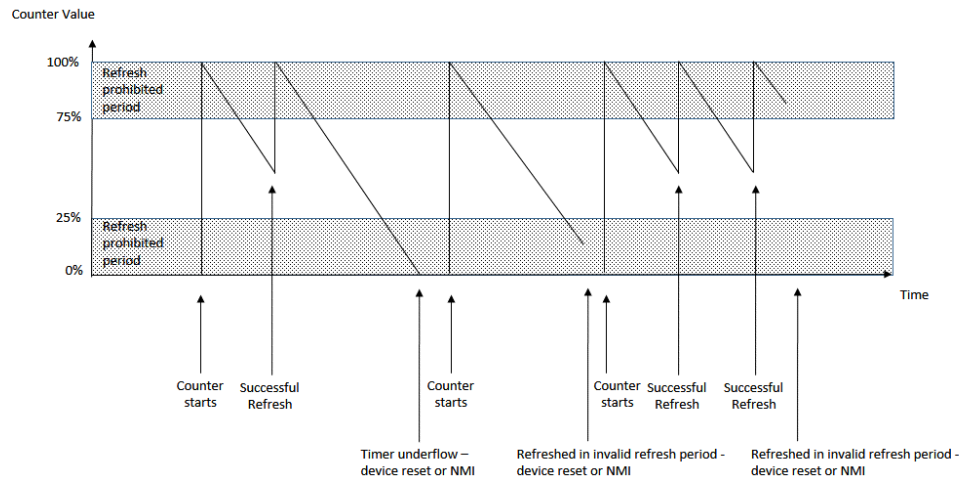 Counter Value
100%
Refresh
prohibited
period
75%
25%
Refresh
prohibited
period
0%
Time
Counter
starts
Successful
Refresh
Counter
starts
Counter
starts
Successful
Refresh
Successful
Refresh
Timer underflow –
device reset or NMI
Refreshed in invalid refresh period -
device reset or NMI
Refreshed in invalid refresh period -
device reset or NMI